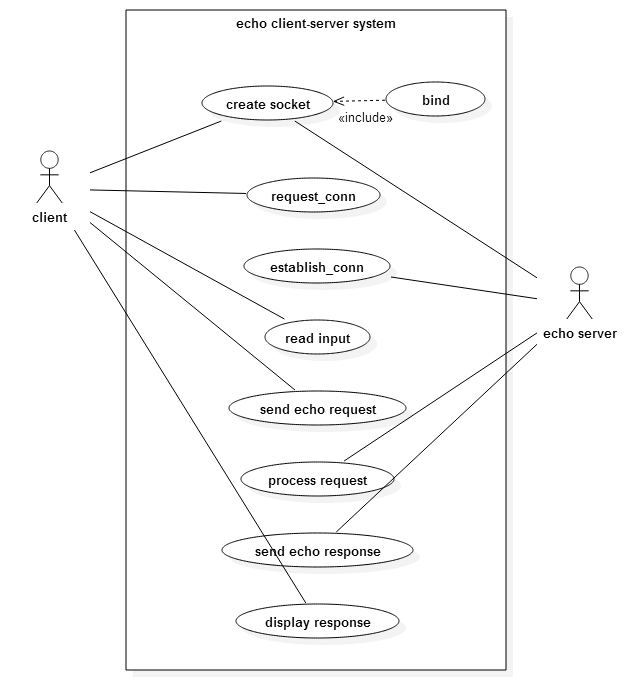 echo client-server system
create socket
bind
«include»
client
request_conn
establish_conn
echo server
read input
send echo request
process request
send echo response
display response